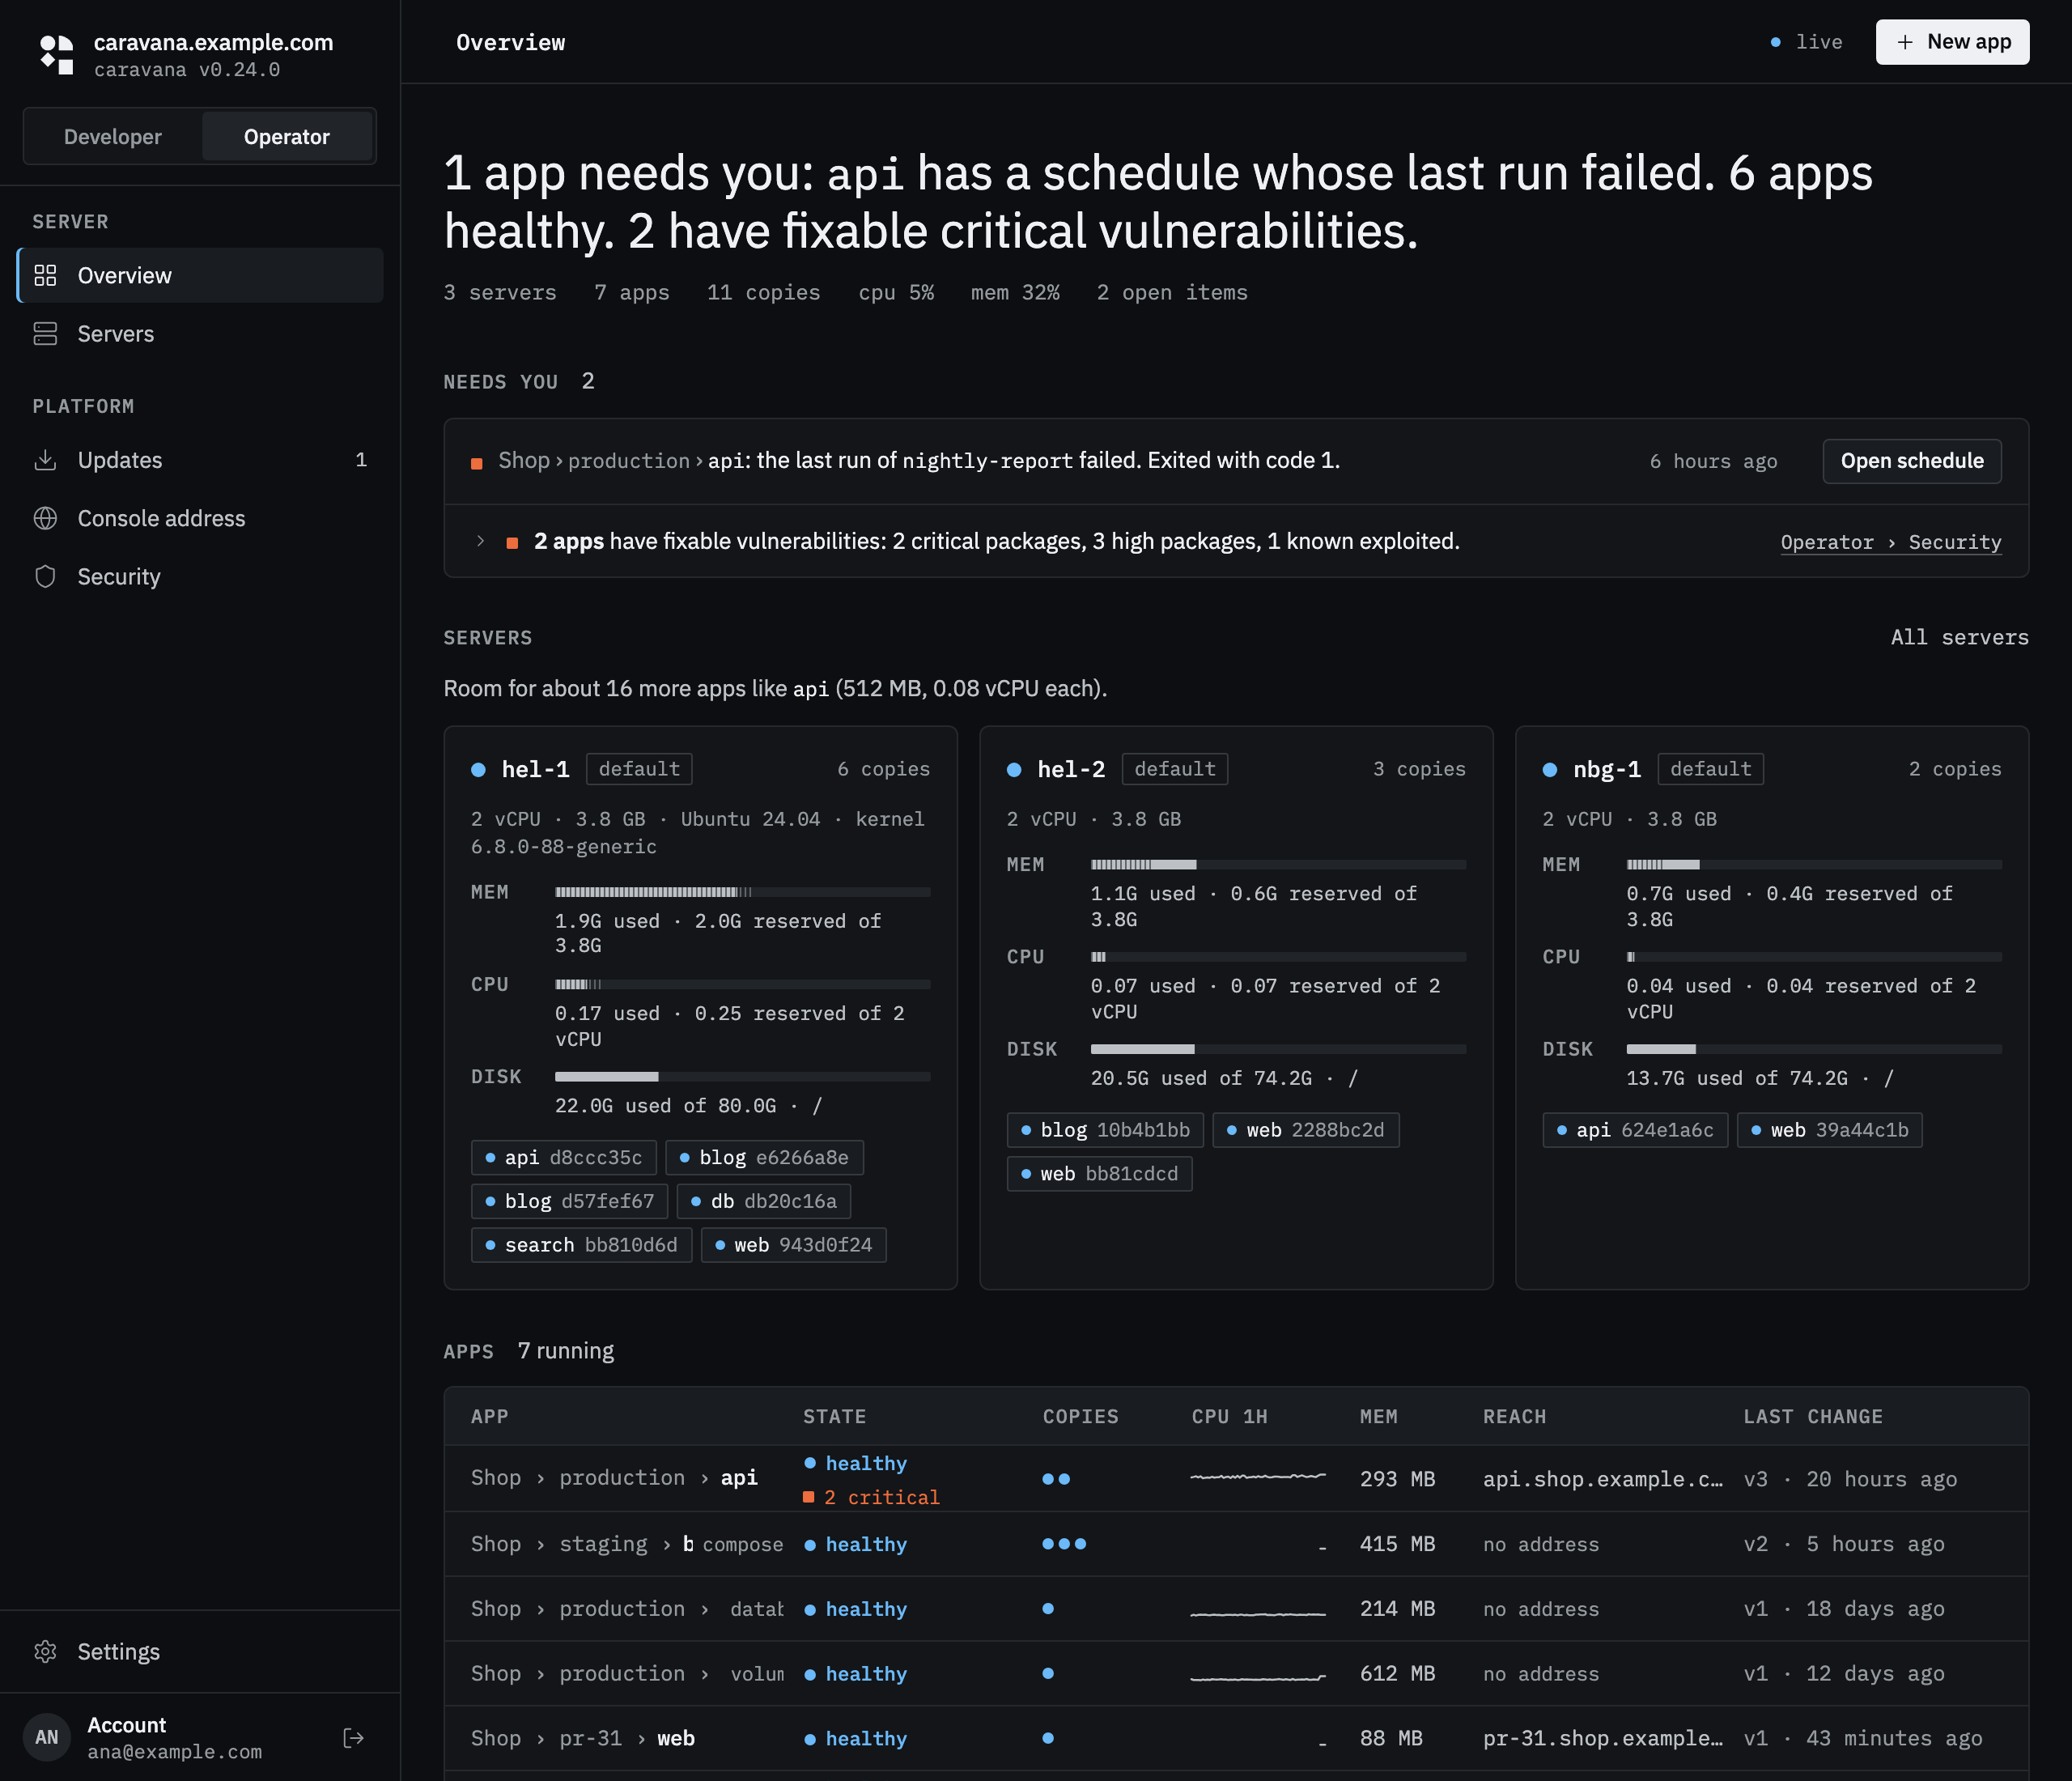 caravana.example.com
caravana v0.24.0
Developer
Operator
SERVER
Overview
Servers
PLATFORM
Updates 1
Console address
Security
Settings
AN
Account
ana@example.com
Overview
live
+ New app
1 app needs you: api has a schedule whose last run failed. 6 apps
healthy. 2 have fixable critical vulnerabilities.
3 servers 7 apps 11 copies cpu 5% mem 32% 2 open items
NEEDS YOU 2
Shop › production › api: the last run of nightly-report failed. Exited with code 1. 6 hours ago Open schedule
› 2 apps have fixable vulnerabilities: 2 critical packages, 3 high packages, 1 known exploited. Operator › Security
SERVERS All servers
Room for about 16 more apps like api (512 MB, 0.08 vCPU each).
hel-1 default 6 copies
2 vCPU · 3.8 GB · Ubuntu 24.04 · kernel
6.8.0-88-generic
MEM
1.9G used · 2.0G reserved of
3.8G
CPU
0.17 used · 0.25 reserved of 2
vCPU
DISK
22.0G used of 80.0G · /
api d8ccc35c blog e6266a8e
blog d57fef67 db db20c16a
search bb810d6d web 943d0f24
hel-2 default 3 copies
2 vCPU · 3.8 GB
MEM
1.1G used · 0.6G reserved of
3.8G
CPU
0.07 used · 0.07 reserved of 2
vCPU
DISK
20.5G used of 74.2G · /
blog 10b4b1bb web 2288bc2d
web bb81cdcd
nbg-1 default 2 copies
2 vCPU · 3.8 GB
MEM
0.7G used · 0.4G reserved of
3.8G
CPU
0.04 used · 0.04 reserved of 2
vCPU
DISK
13.7G used of 74.2G · /
api 624e1a6c web 39a44c1b
APPS 7 running
APP STATE COPIES CPU 1H MEM REACH LAST CHANGE
Shop › production › api healthy 293 MB api.shop.example.c… v3 · 20 hours ago
2 critical
Shop › staging › b compose healthy - 415 MB no address v2 · 5 hours ago
Shop › production › datab healthy 214 MB no address v1 · 18 days ago
Shop › production › volum healthy 612 MB no address v1 · 12 days ago
Shop › pr-31 › web healthy - 88 MB pr-31.shop.example… v1 · 43 minutes ago